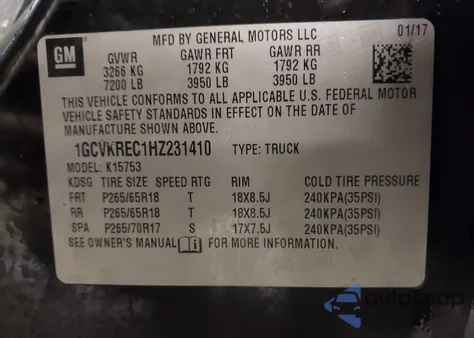 MFD BY GENERAL MOTORS LLC 01/17
GM
GVWR GAWR FRT GAWR RR
3266 KG 1792 KG 1792 KG
7200 LB 3950 LB 3950 LB
THIS VEHICLE CONFORMS TO ALL APPLICABLE U.S. FEDERAL MOTOR
VEHICLE SAFETY STANDARDS IN EFFECT ON THE DATE OF
MANUFACTURE SHOWN ABOVE.
1GCVKREC1HZ231410 TYPE: TRUCK
MODEL: K15753
KDSG TIRE SIZE SPEED RTG RIM COLD TIRE PRESSURE
FRT P265/65R18 T 18X8.5J 240KPA(35PSI)
RR P265/65R18 T 18X8.5J 240KPA(35PSI)
SPA P265/70R17 S 17X7.5J 240KPA(35PSI)
SEE OWNER'S MANUAL FOR MORE INFORMATION.